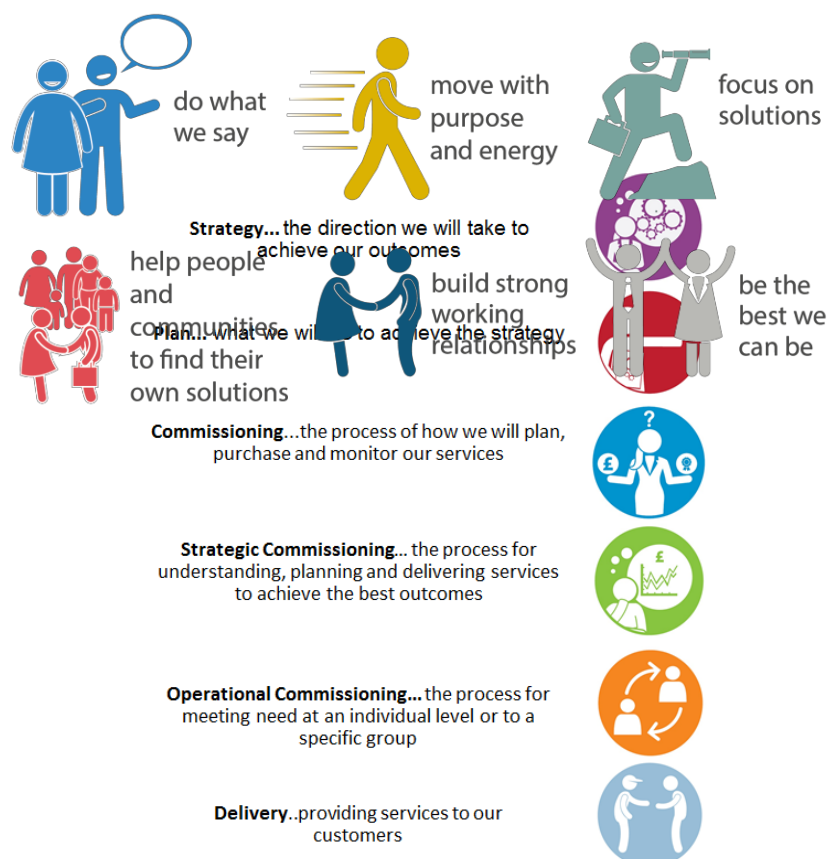 do what
we say
move with
purpose
and energy
focus on
solutions
Strategy... the direction we will take to
achieve our outcomes
help people
and
communities
to find their
own solutions
build strong
working
relationships
be the
best we
can be
Plan... what we will to achieve the strategy
Commissioning...the process of how we will plan,
purchase and monitor our services
?
£
Strategic Commissioning... the process for
understanding, planning and delivering services
to achieve the best outcomes
£
Operational Commissioning... the process for
meeting need at an individual level or to a
specific group
Delivery..providing services to our
customers